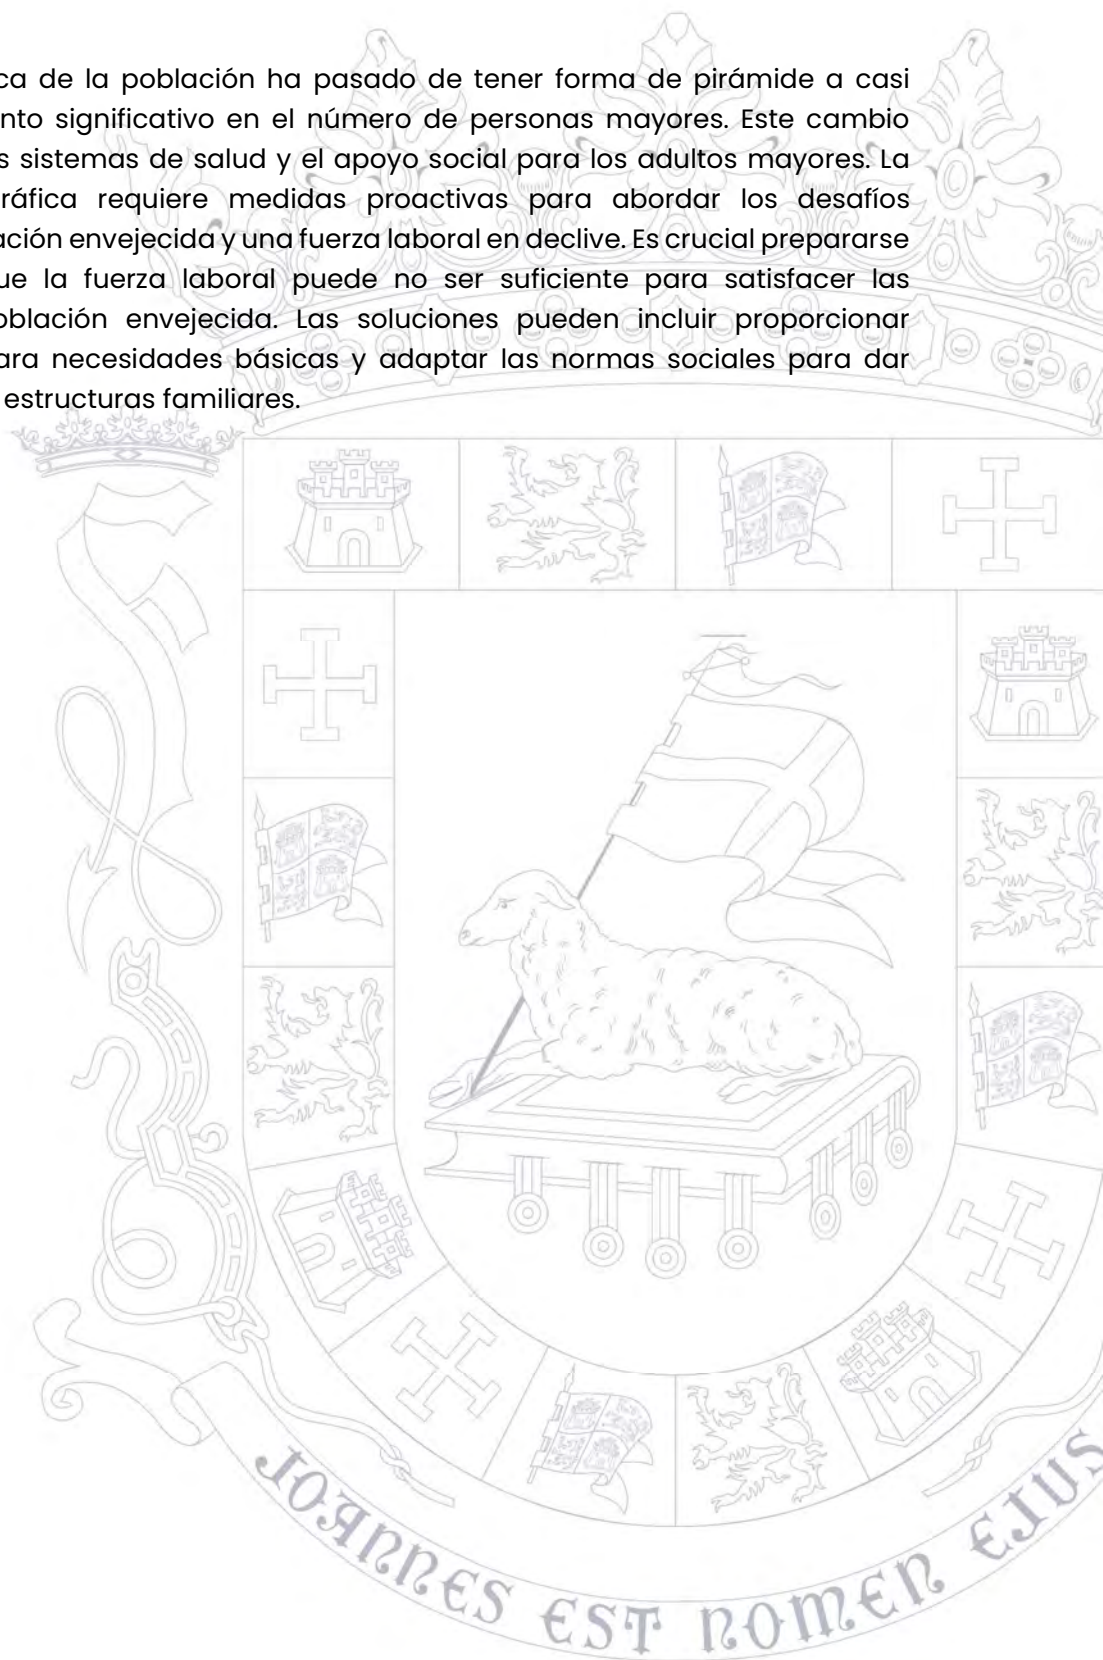 ca de la población ha pasado de tener forma de pirámide a casi
nto significativo en el número de personas mayores. Este cambio
s sistemas de salud y el apoyo social para los adultos mayores. La
ráfica requiere medidas proactivas para abordar los desafíos
ación envejecida y una fuerza laboral en declive. Es crucial prepararse
ue la fuerza laboral puede no ser suficiente para satisfacer las
oblación envejecida. Las soluciones pueden incluir proporcionar
ara necesidades básicas y adaptar las normas sociales para dar
estructuras familiares.
JOANNES EST NOMEN EJUS